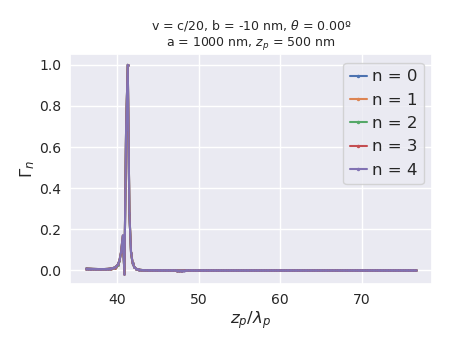 v = c/20, b = -10 nm, θ = 0.00º
a = 1000 nm, z_p = 500 nm
Γ_n
1.0
0.8
0.6
0.4
0.2
0.0
n = 0
n = 1
n = 2
n = 3
n = 4
40
50
60
70
z_p/λ_p